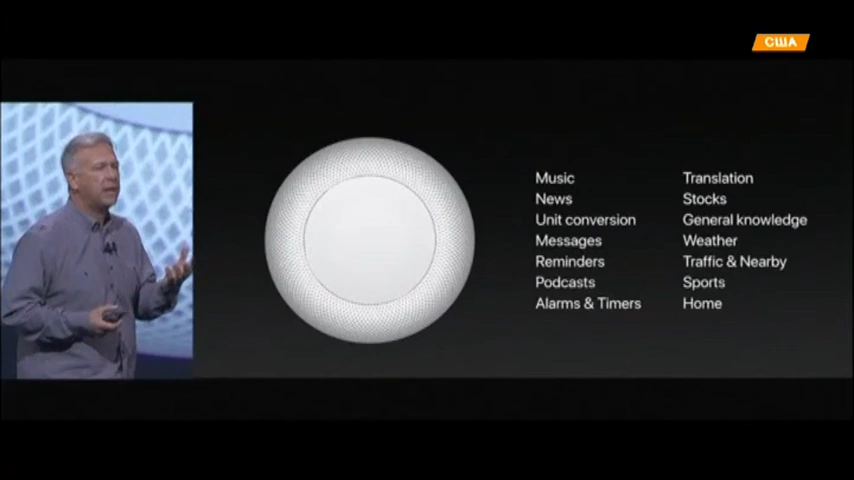 США
Music
News
Unit conversion
Messages
Reminders
Podcasts
Alarms & Timers
Translation
Stocks
General knowledge
Weather
Traffic & Nearby
Sports
Home